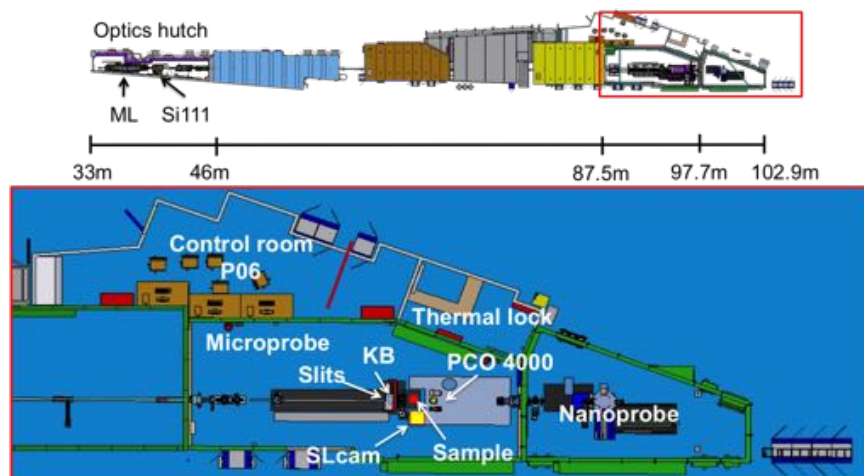 Optics hutch
ML
Si111
33m
46m
87.5m
97.7m
102.9m
Control room
P06
Thermal lock
Microprobe
KB
PCO 4000
Slits
Nanoprobe
SLcam
Sample